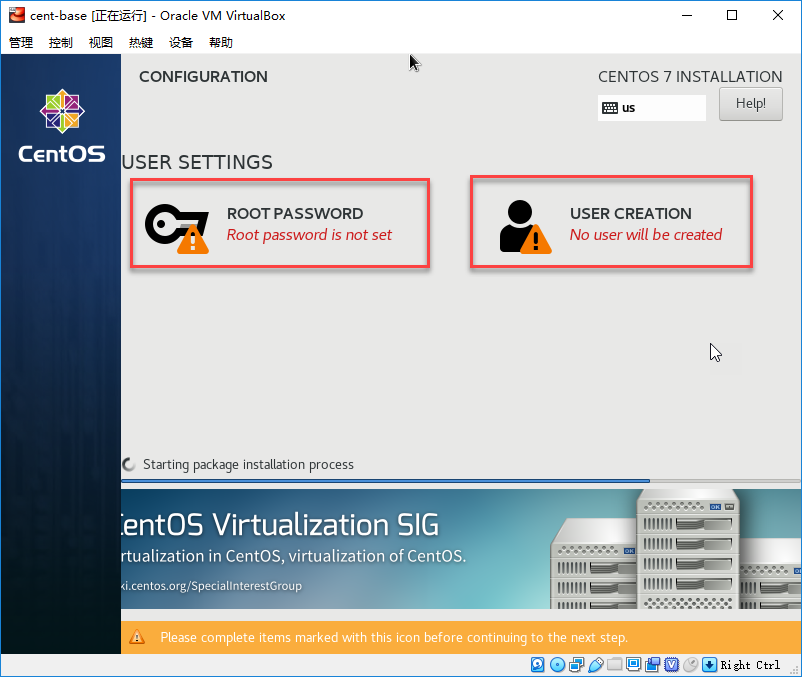 cent-base [正在运行] - Oracle VM VirtualBox
管理 控制 视图 热键 设备 帮助
CONFIGURATION
CENTOS 7 INSTALLATION
us
Help!
CentOS
USER SETTINGS
ROOT PASSWORD
Root password is not set
USER CREATION
No user will be created
Starting package installation process
CentOS Virtualization SIG
rtualization in CentOS, virtualization of CentOS.
ki.centos.org/SpecialInterestGroup
Please complete items marked with this icon before continuing to the next step.
Right Ctrl